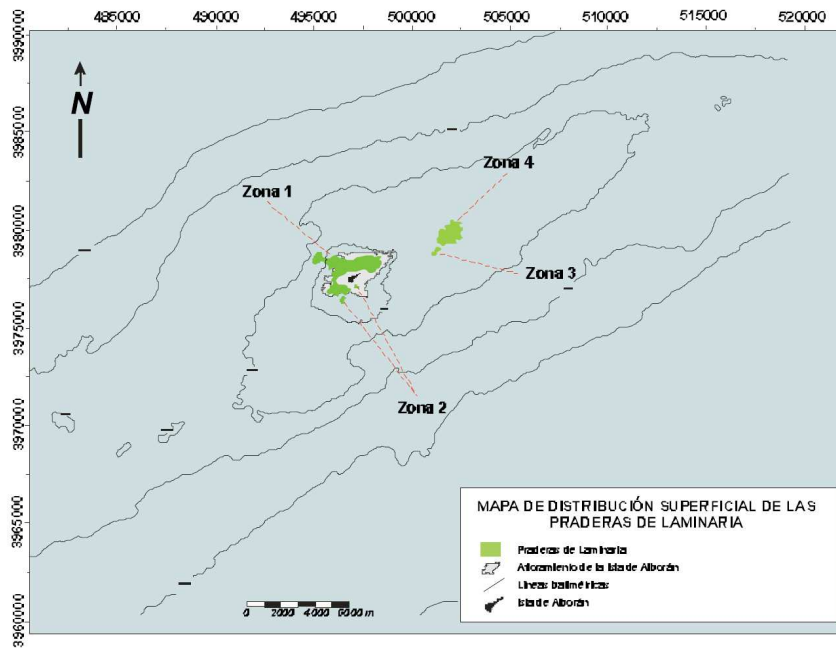 485000 490000 495000 500000 505000 510000 515000 520000
3990000
3985000
3980000
3975000
3970000
3965000
3960000
N
Zona 1
Zona 4
Zona 3
Zona 2
MAPA DE DISTRIBUCIÓN SUPERFICIAL DE LAS
PRADERAS DE LAMINARIA
Praderas de Laminaria
Afloramiento de la Isla de Alborán
Líneas batimétricas
Isla de Alborán
0 2000 4000 6000 m